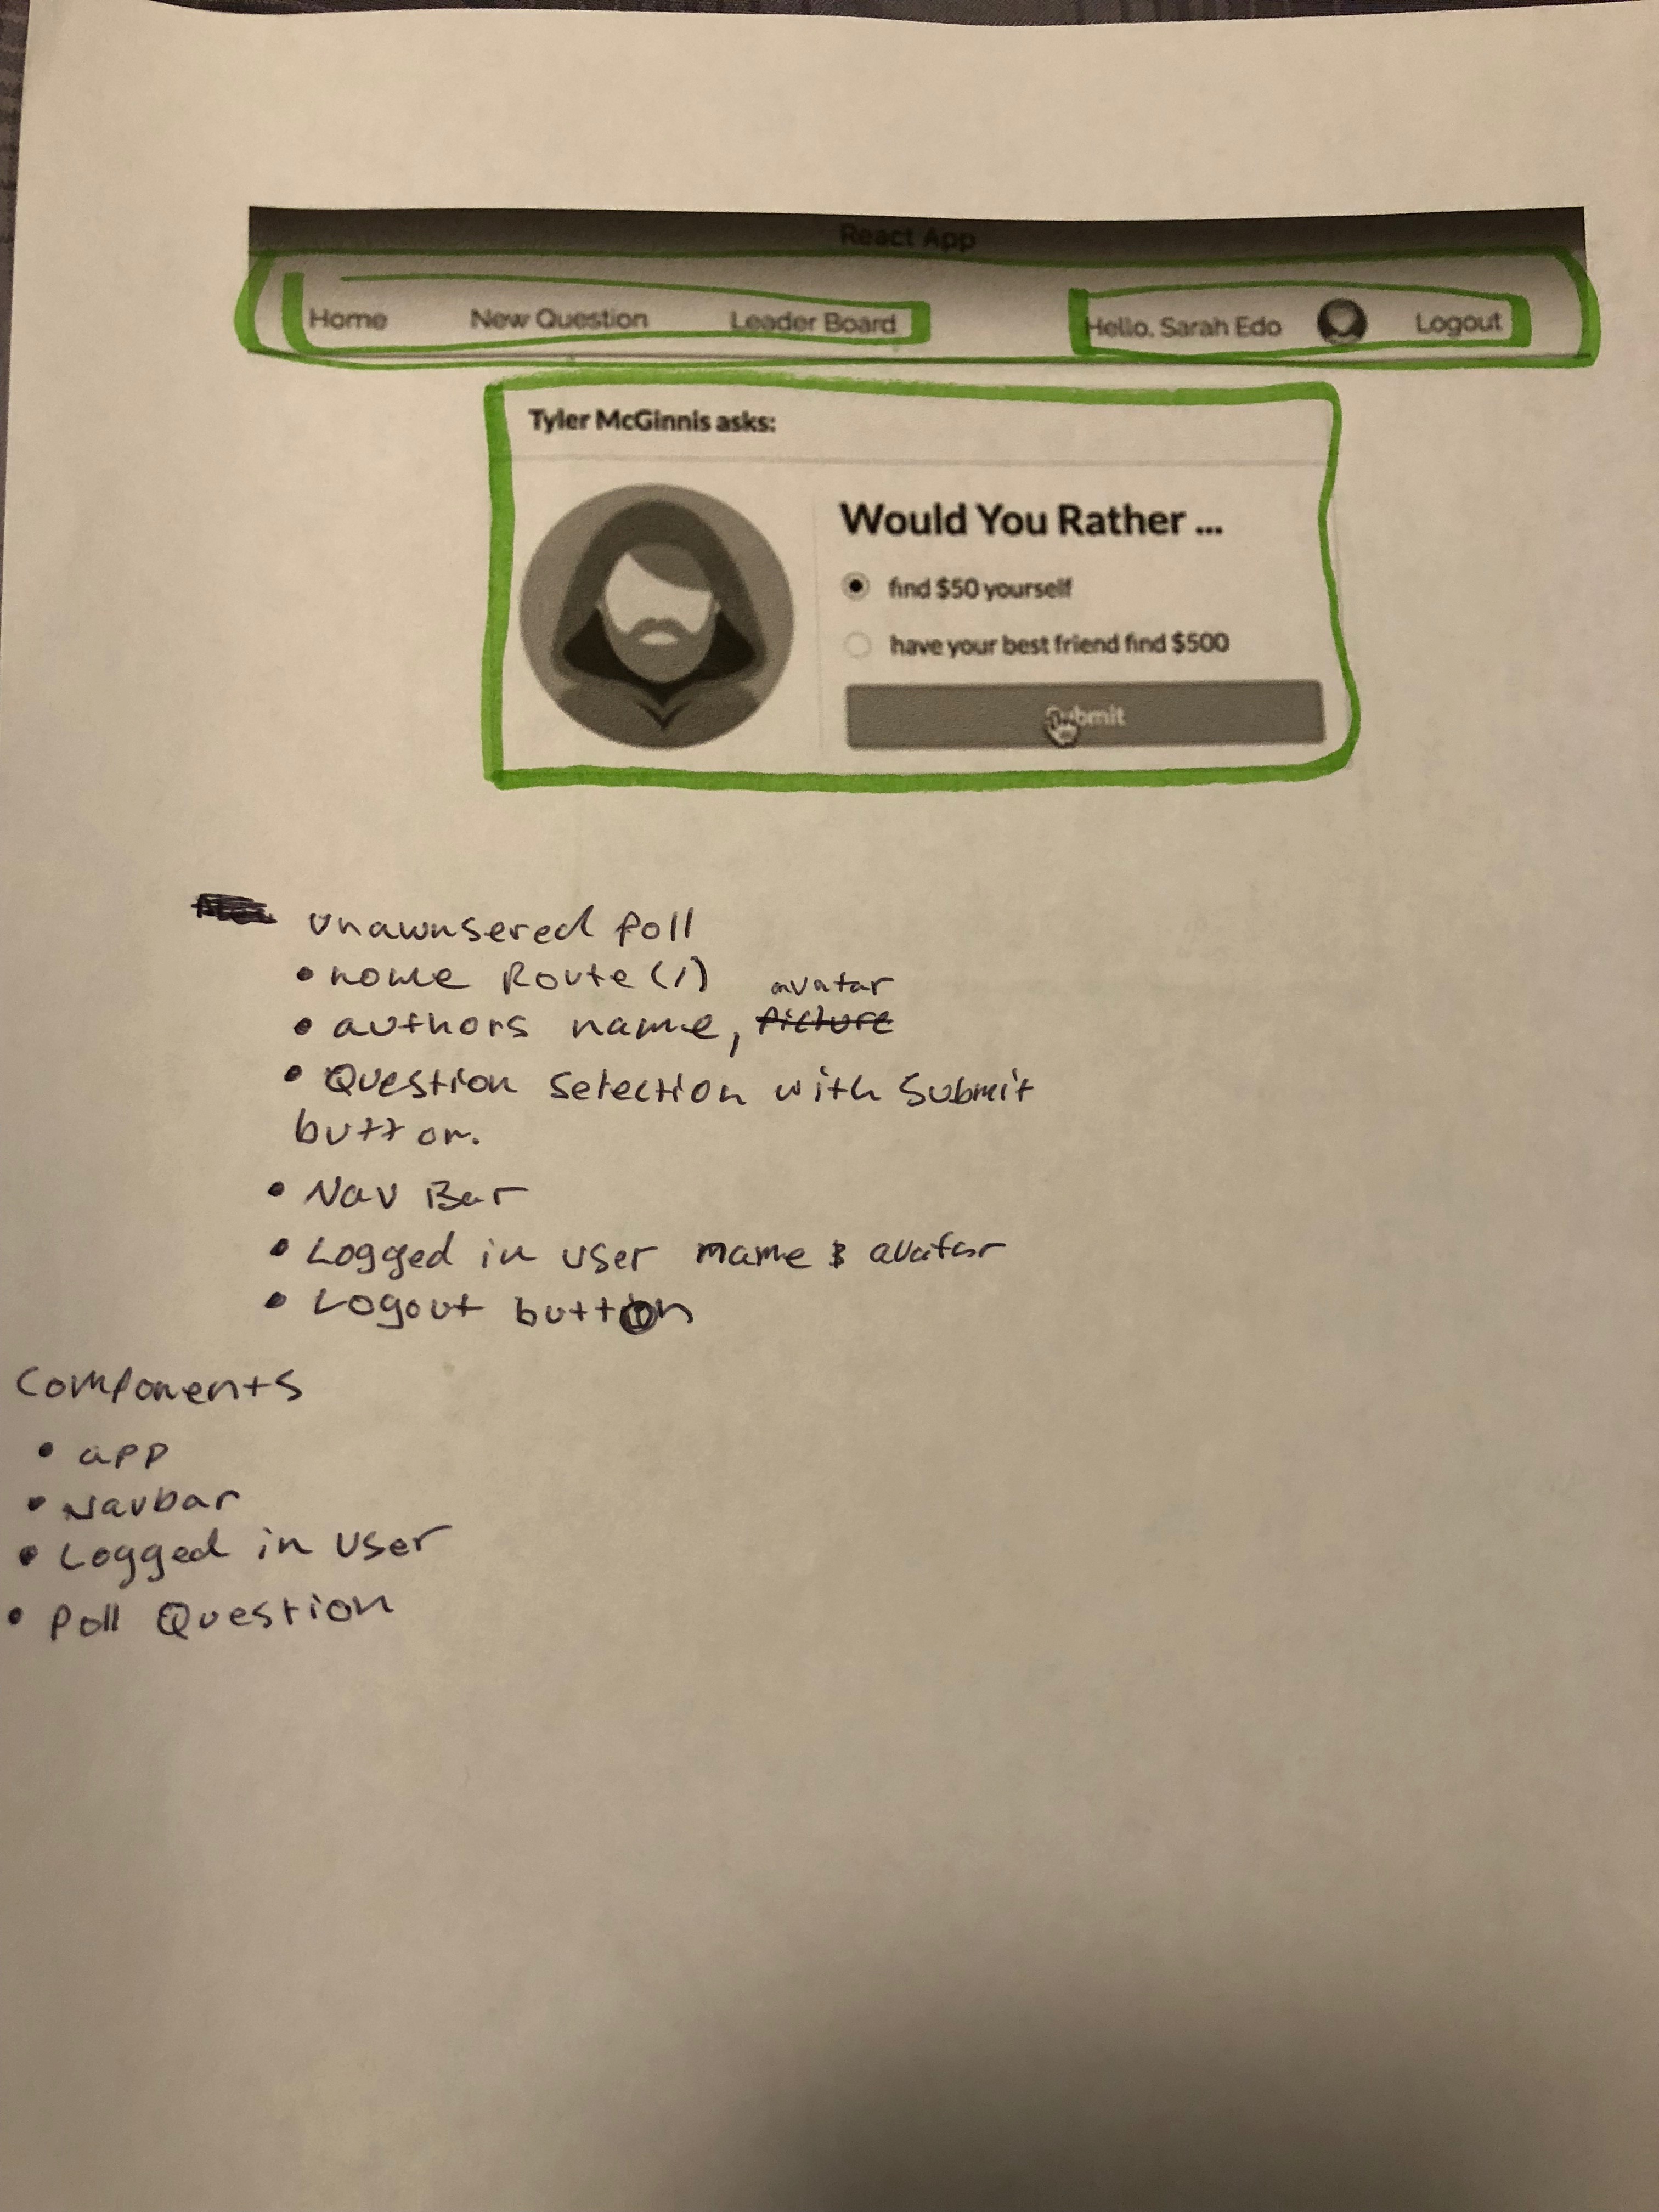 React App
Home New Question Leader Board Hello, Sarah Edo Logout
Tyler McGinnis asks:
Would You Rather ...
find $50 yourself
have your best friend find $500
Submit
unawnsered poll
• home Route (/)
avatar
• authors name, picture
• Question Selection with Submit
button.
• Nav Bar
• Logged in user name & avatar
• Logout button
Components
• app
• Navbar
• Logged in user
• Poll Question